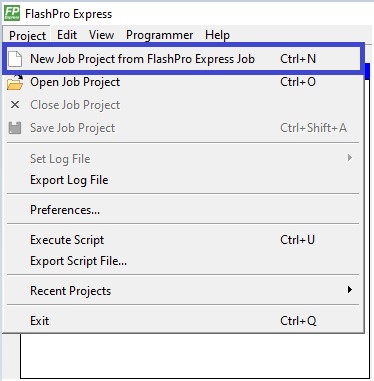 FP
Express
FlashPro Express
Project Edit View Programmer Help
New Job Project from FlashPro Express Job Ctrl+N
Open Job Project Ctrl+O
Close Job Project
Save Job Project Ctrl+Shift+A
Set Log File
Export Log File
Preferences...
Execute Script Ctrl+U
Export Script File...
Recent Projects
Exit Ctrl+Q